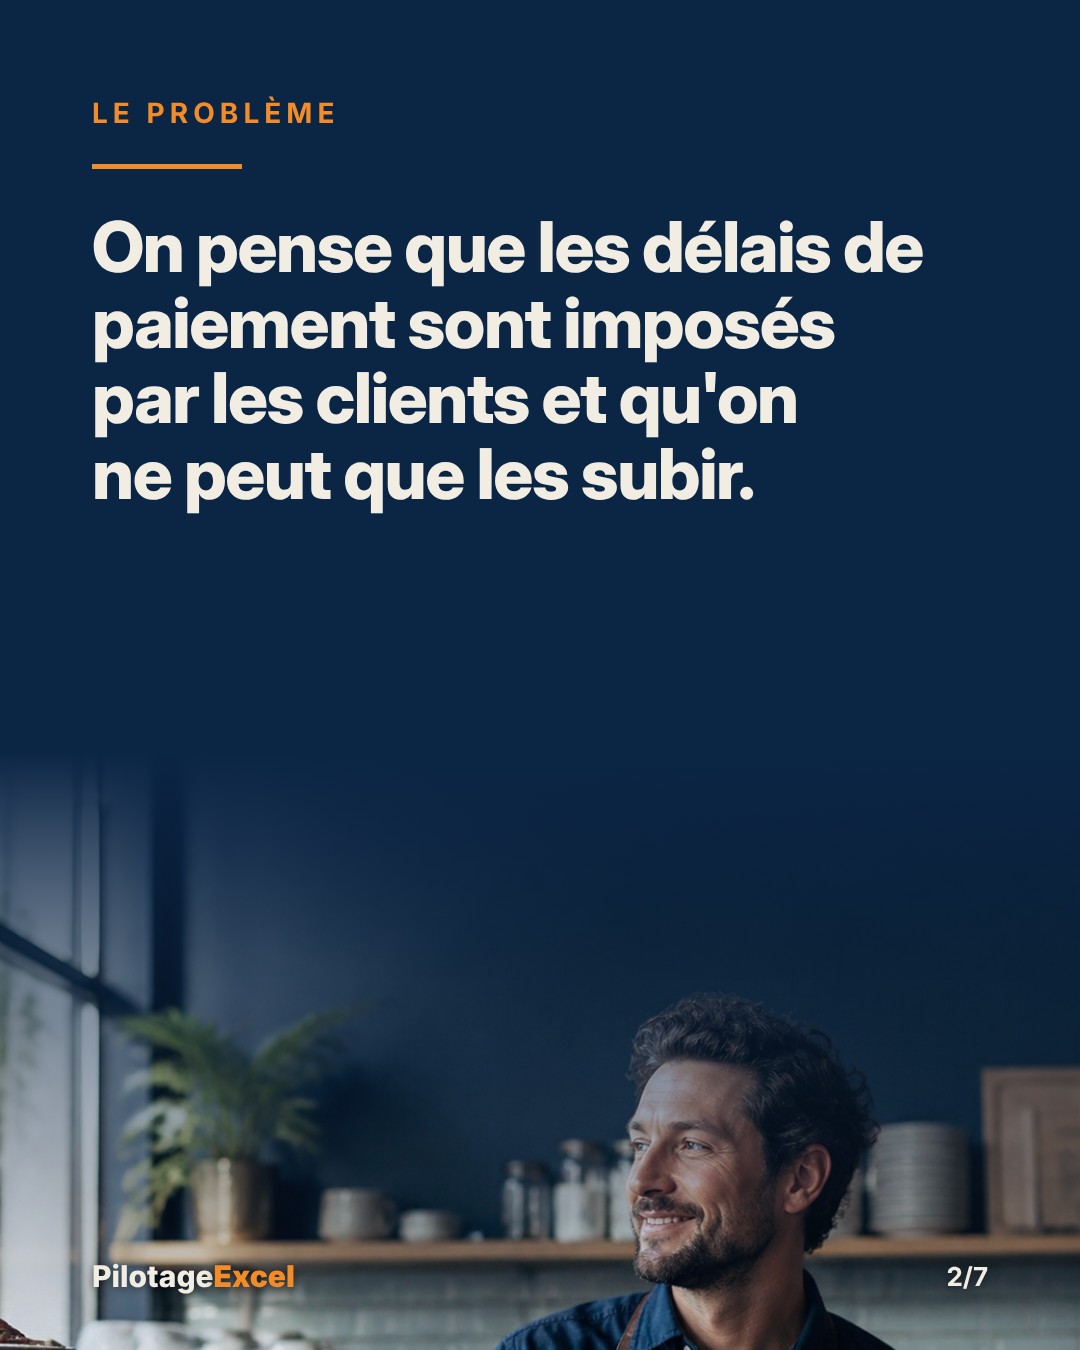 LE PROBLÈME
On pense que les délais de
paiement sont imposés
par les clients et qu'on
ne peut que les subir.
PilotageExcel
2/7